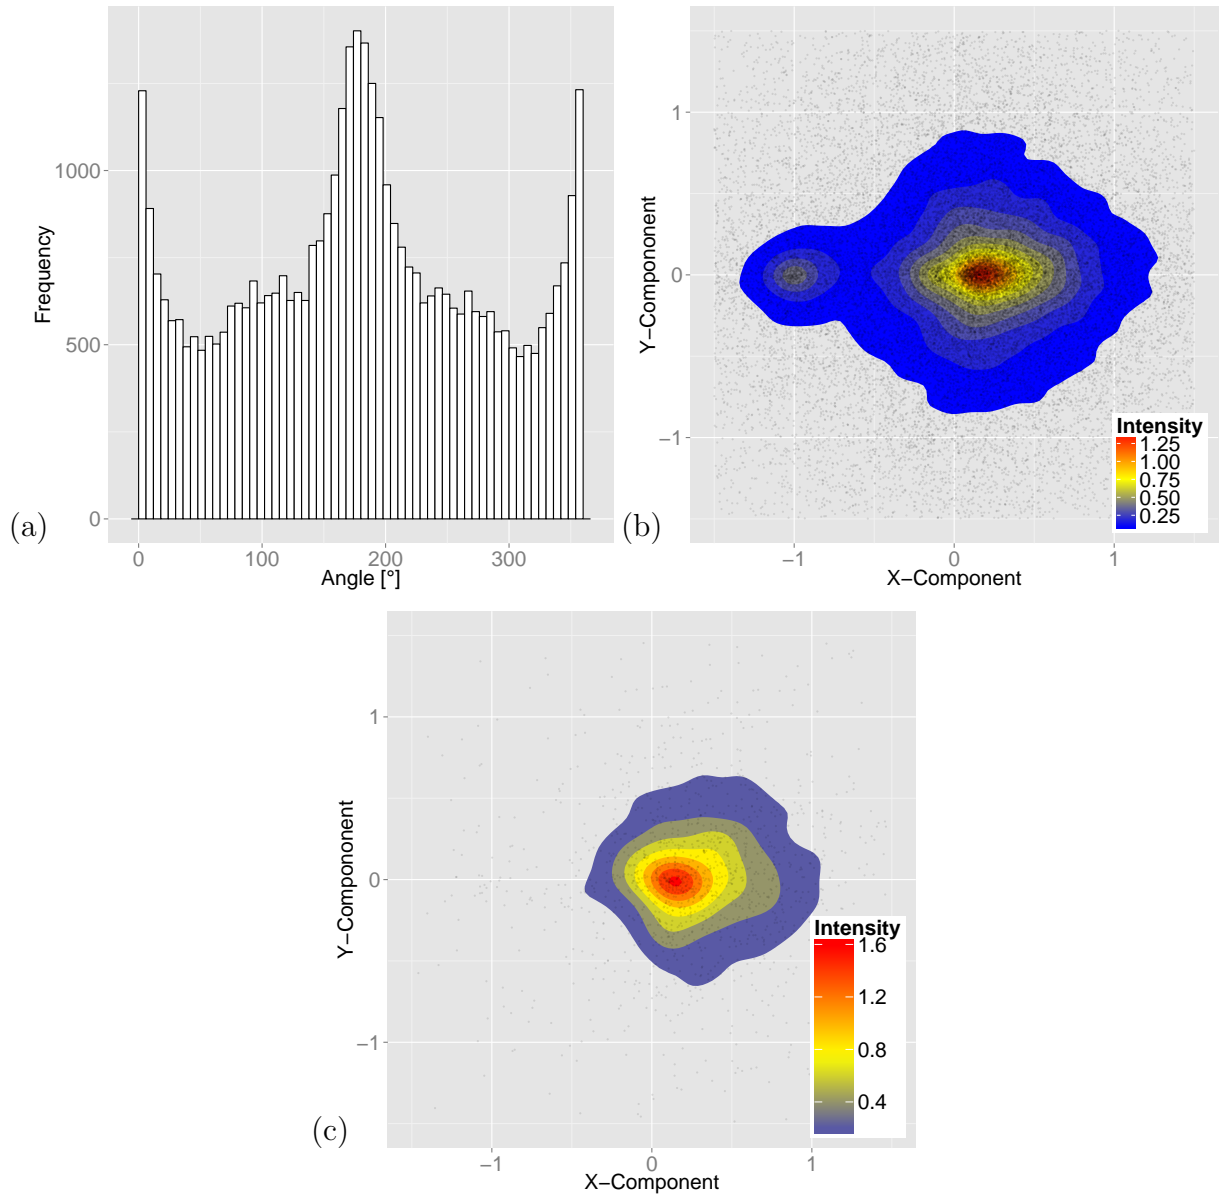 Frequency
1000
500
0
0
100
200
300
Angle [°]
(a)
Y−Compononent
1
0
−1
−1
0
1
X−Component
Intensity
1.25
1.00
0.75
0.50
0.25
(b)
Y−Compononent
1
0
−1
−1
0
1
X−Component
Intensity
1.6
1.2
0.8
0.4
(c)